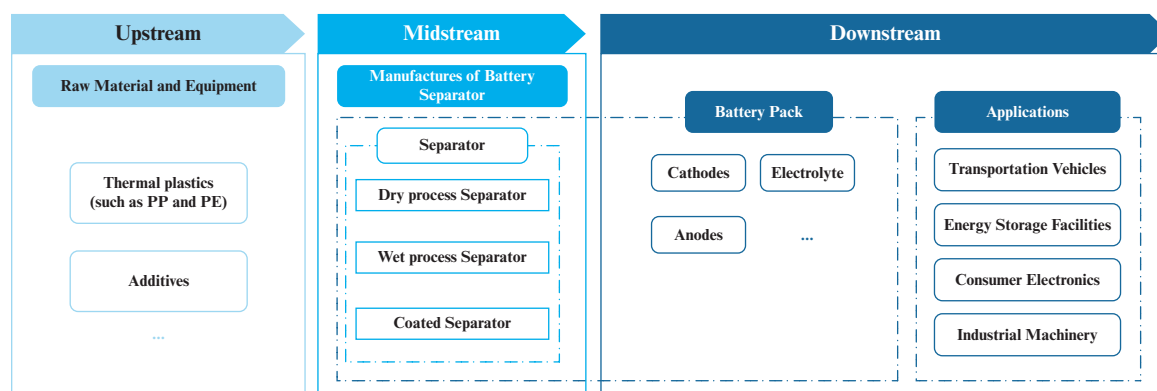 Upstream
Midstream
Downstream
Raw Material and Equipment
Thermal plastics
(such as PP and PE)
Additives
...
Manufactures of Battery
Separator
Separator
Dry process Separator
Wet process Separator
Coated Separator
Battery Pack
Cathodes
Electrolyte
Anodes
...
Applications
Transportation Vehicles
Energy Storage Facilities
Consumer Electronics
Industrial Machinery